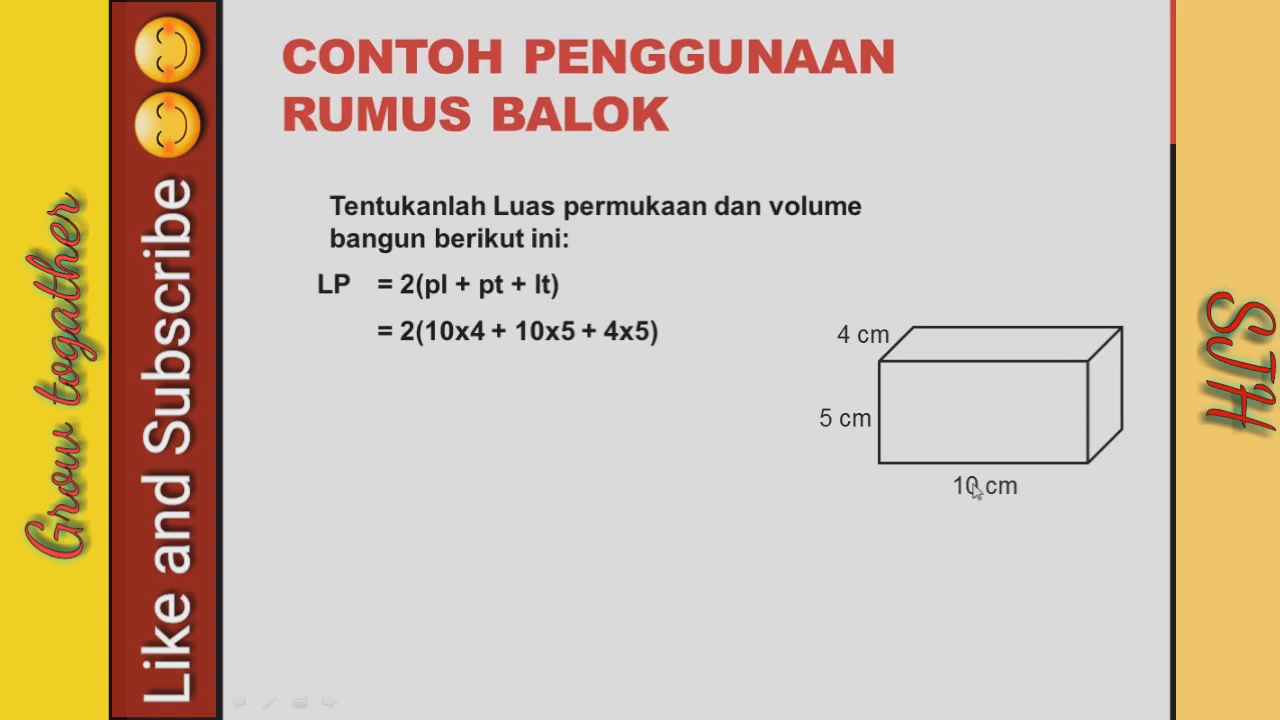 Grow togather
Like and Subscribe
CONTOH PENGGUNAAN
RUMUS BALOK
Tentukanlah Luas permukaan dan volume
bangun berikut ini:
LP = 2(pl + pt + lt)
= 2(10x4 + 10x5 + 4x5)
4 cm
5 cm
10 cm
SJH